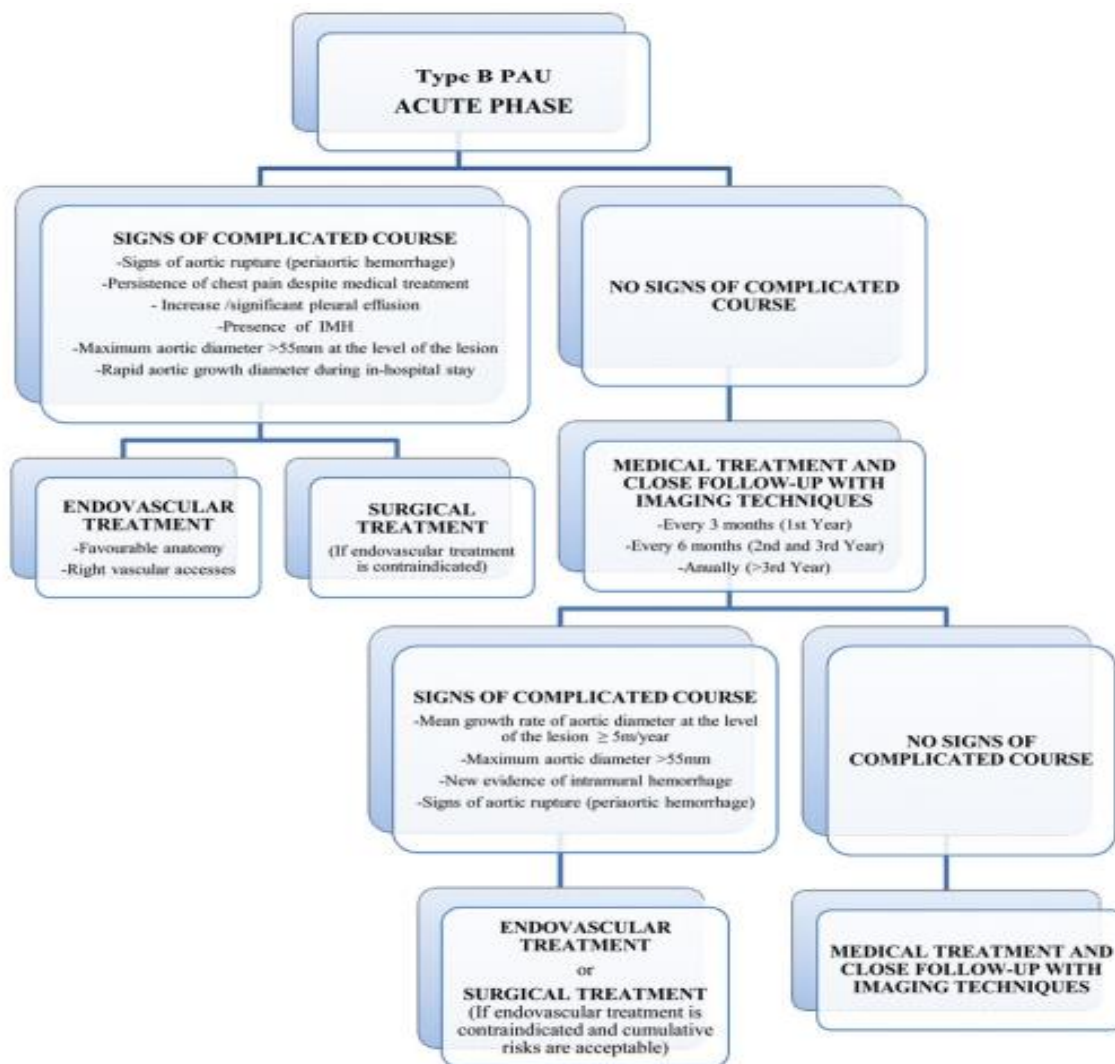 Type B PAU
ACUTE PHASE
SIGNS OF COMPLICATED COURSE
-Signs of aortic rupture (periaortic hemorrhage)
-Persistence of chest pain despite medical treatment
- Increase /significant pleural effusion
-Presence of IMH
-Maximum aortic diameter >55mm at the level of the lesion
-Rapid aortic growth diameter during in-hospital stay
NO SIGNS OF COMPLICATED
COURSE
ENDOVASCULAR
TREATMENT
-Favourable anatomy
-Right vascular accesses
SURGICAL
TREATMENT
(If endovascular treatment
is contraindicated)
MEDICAL TREATMENT AND
CLOSE FOLLOW-UP WITH
IMAGING TECHNIQUES
-Every 3 months (1st Year)
-Every 6 months (2nd and 3rd Year)
-Anually (>3rd Year)
SIGNS OF COMPLICATED COURSE
-Mean growth rate of aortic diameter at the level
of the lesion ≥ 5m/year
-Maximum aortic diameter >55mm
-New evidence of intramural hemorrhage
-Signs of aortic rupture (periaortic hemorrhage)
NO SIGNS OF
COMPLICATED COURSE
ENDOVASCULAR
TREATMENT
or
SURGICAL TREATMENT
(If endovascular treatment is
contraindicated and cumulative
risks are acceptable)
MEDICAL TREATMENT AND
CLOSE FOLLOW-UP WITH
IMAGING TECHNIQUES